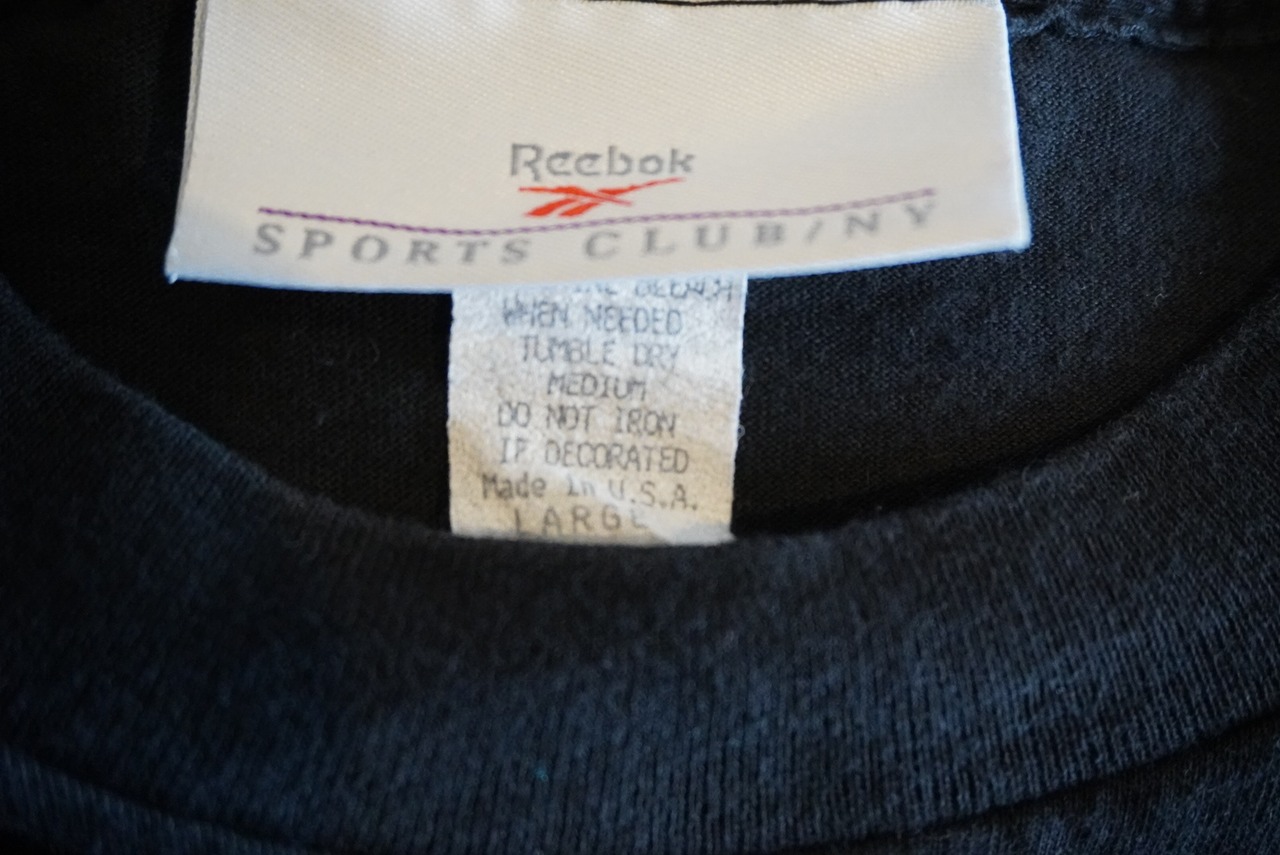 Reebok
SPORTS CLUB/NY
WHEN NEEDED
TUMBLE DRY
MEDIUM
DO NOT IRON
IF DECORATED
Made in U.S.A.
LARGE